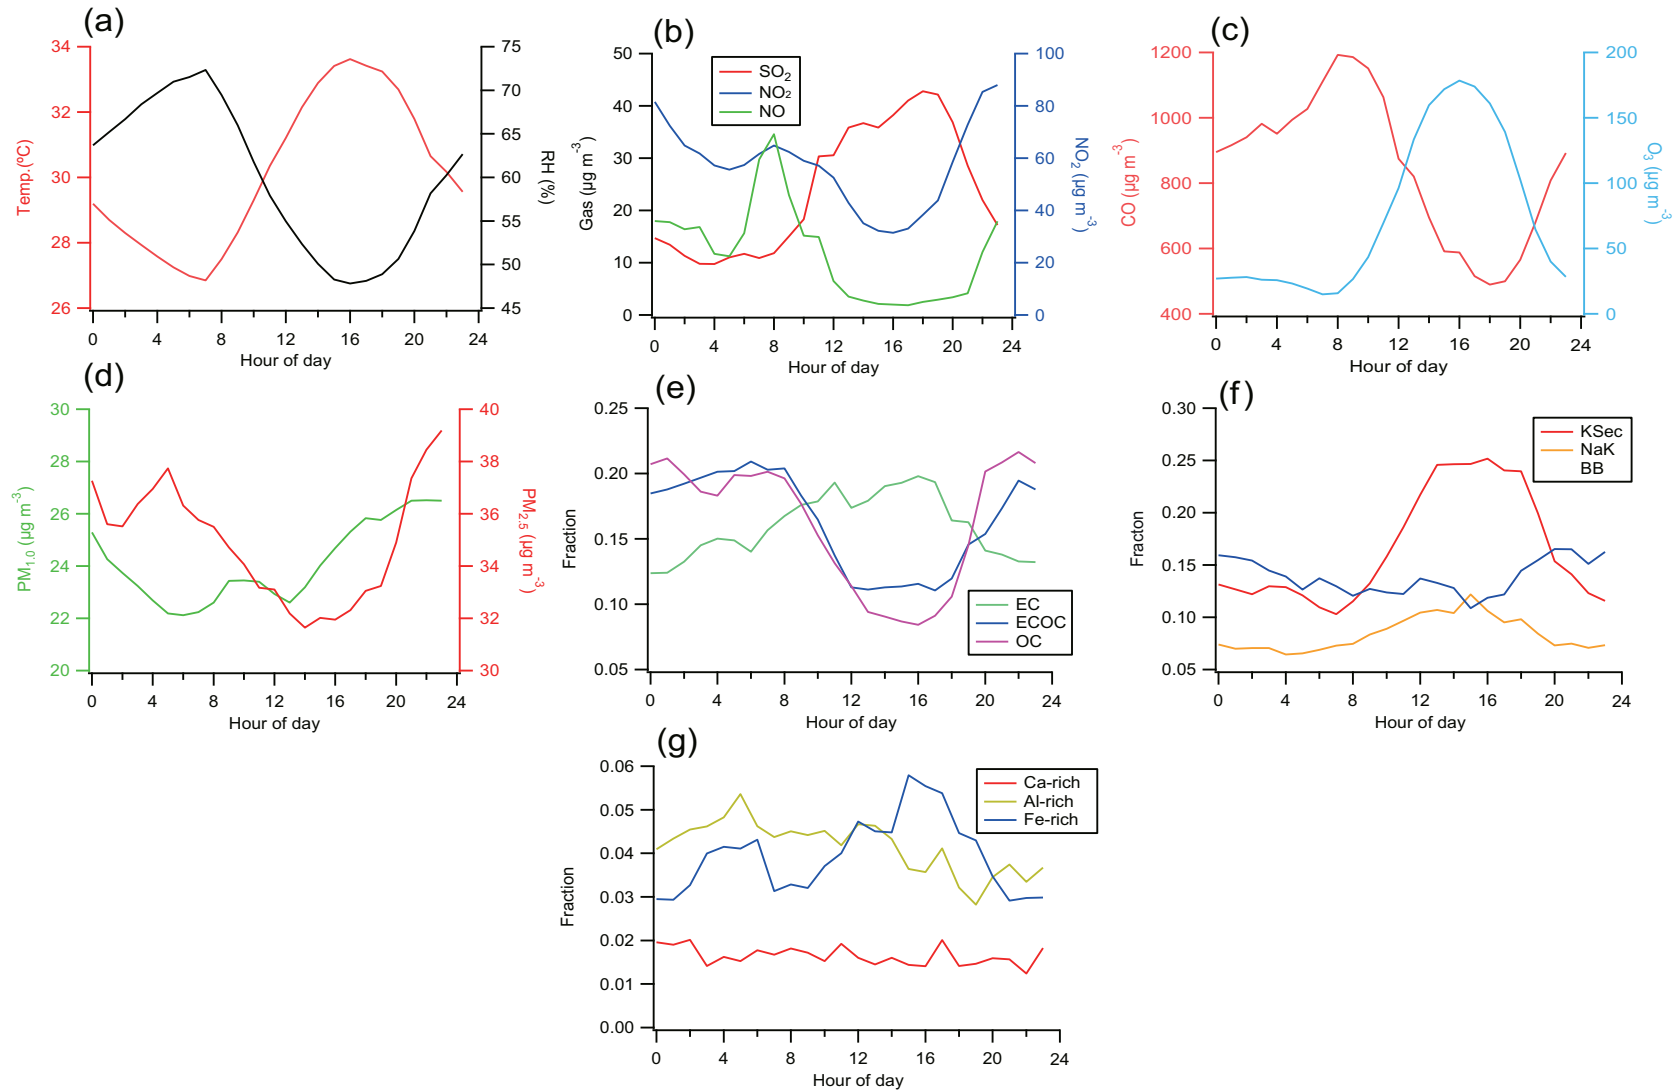 (a)
34
32
30
28
26
Temp.(ºC)
75
70
65
60
55
50
45
RH (%)
0 4 8 12 16 20 24
Hour of day
(b)
50
40
30
20
10
0
Gas (µg m-3)
SO2
NO2
NO
100
80
60
40
20
0
NO2 (µg m-3)
0 4 8 12 16 20 24
Hour of day
(c)
1200
1000
800
600
400
CO (µg m-3)
200
150
100
50
0
O3 (µg m-3)
0 4 8 12 16 20 24
Hour of day
(d)
30
28
26
24
22
20
PM1.0 (µg m-3)
40
38
36
34
32
30
PM2.5 (µg m-3)
0 4 8 12 16 20 24
Hour of day
(e)
0.25
0.20
0.15
0.10
0.05
Fraction
EC
ECOC
OC
0 4 8 12 16 20 24
Hour of day
(f)
0.30
0.25
0.20
0.15
0.10
0.05
Fracton
KSec
NaK
BB
0 4 8 12 16 20 24
Hour of day
(g)
0.06
0.05
0.04
0.03
0.02
0.01
0.00
Fraction
Ca-rich
Al-rich
Fe-rich
0 4 8 12 16 20 24
Hour of day